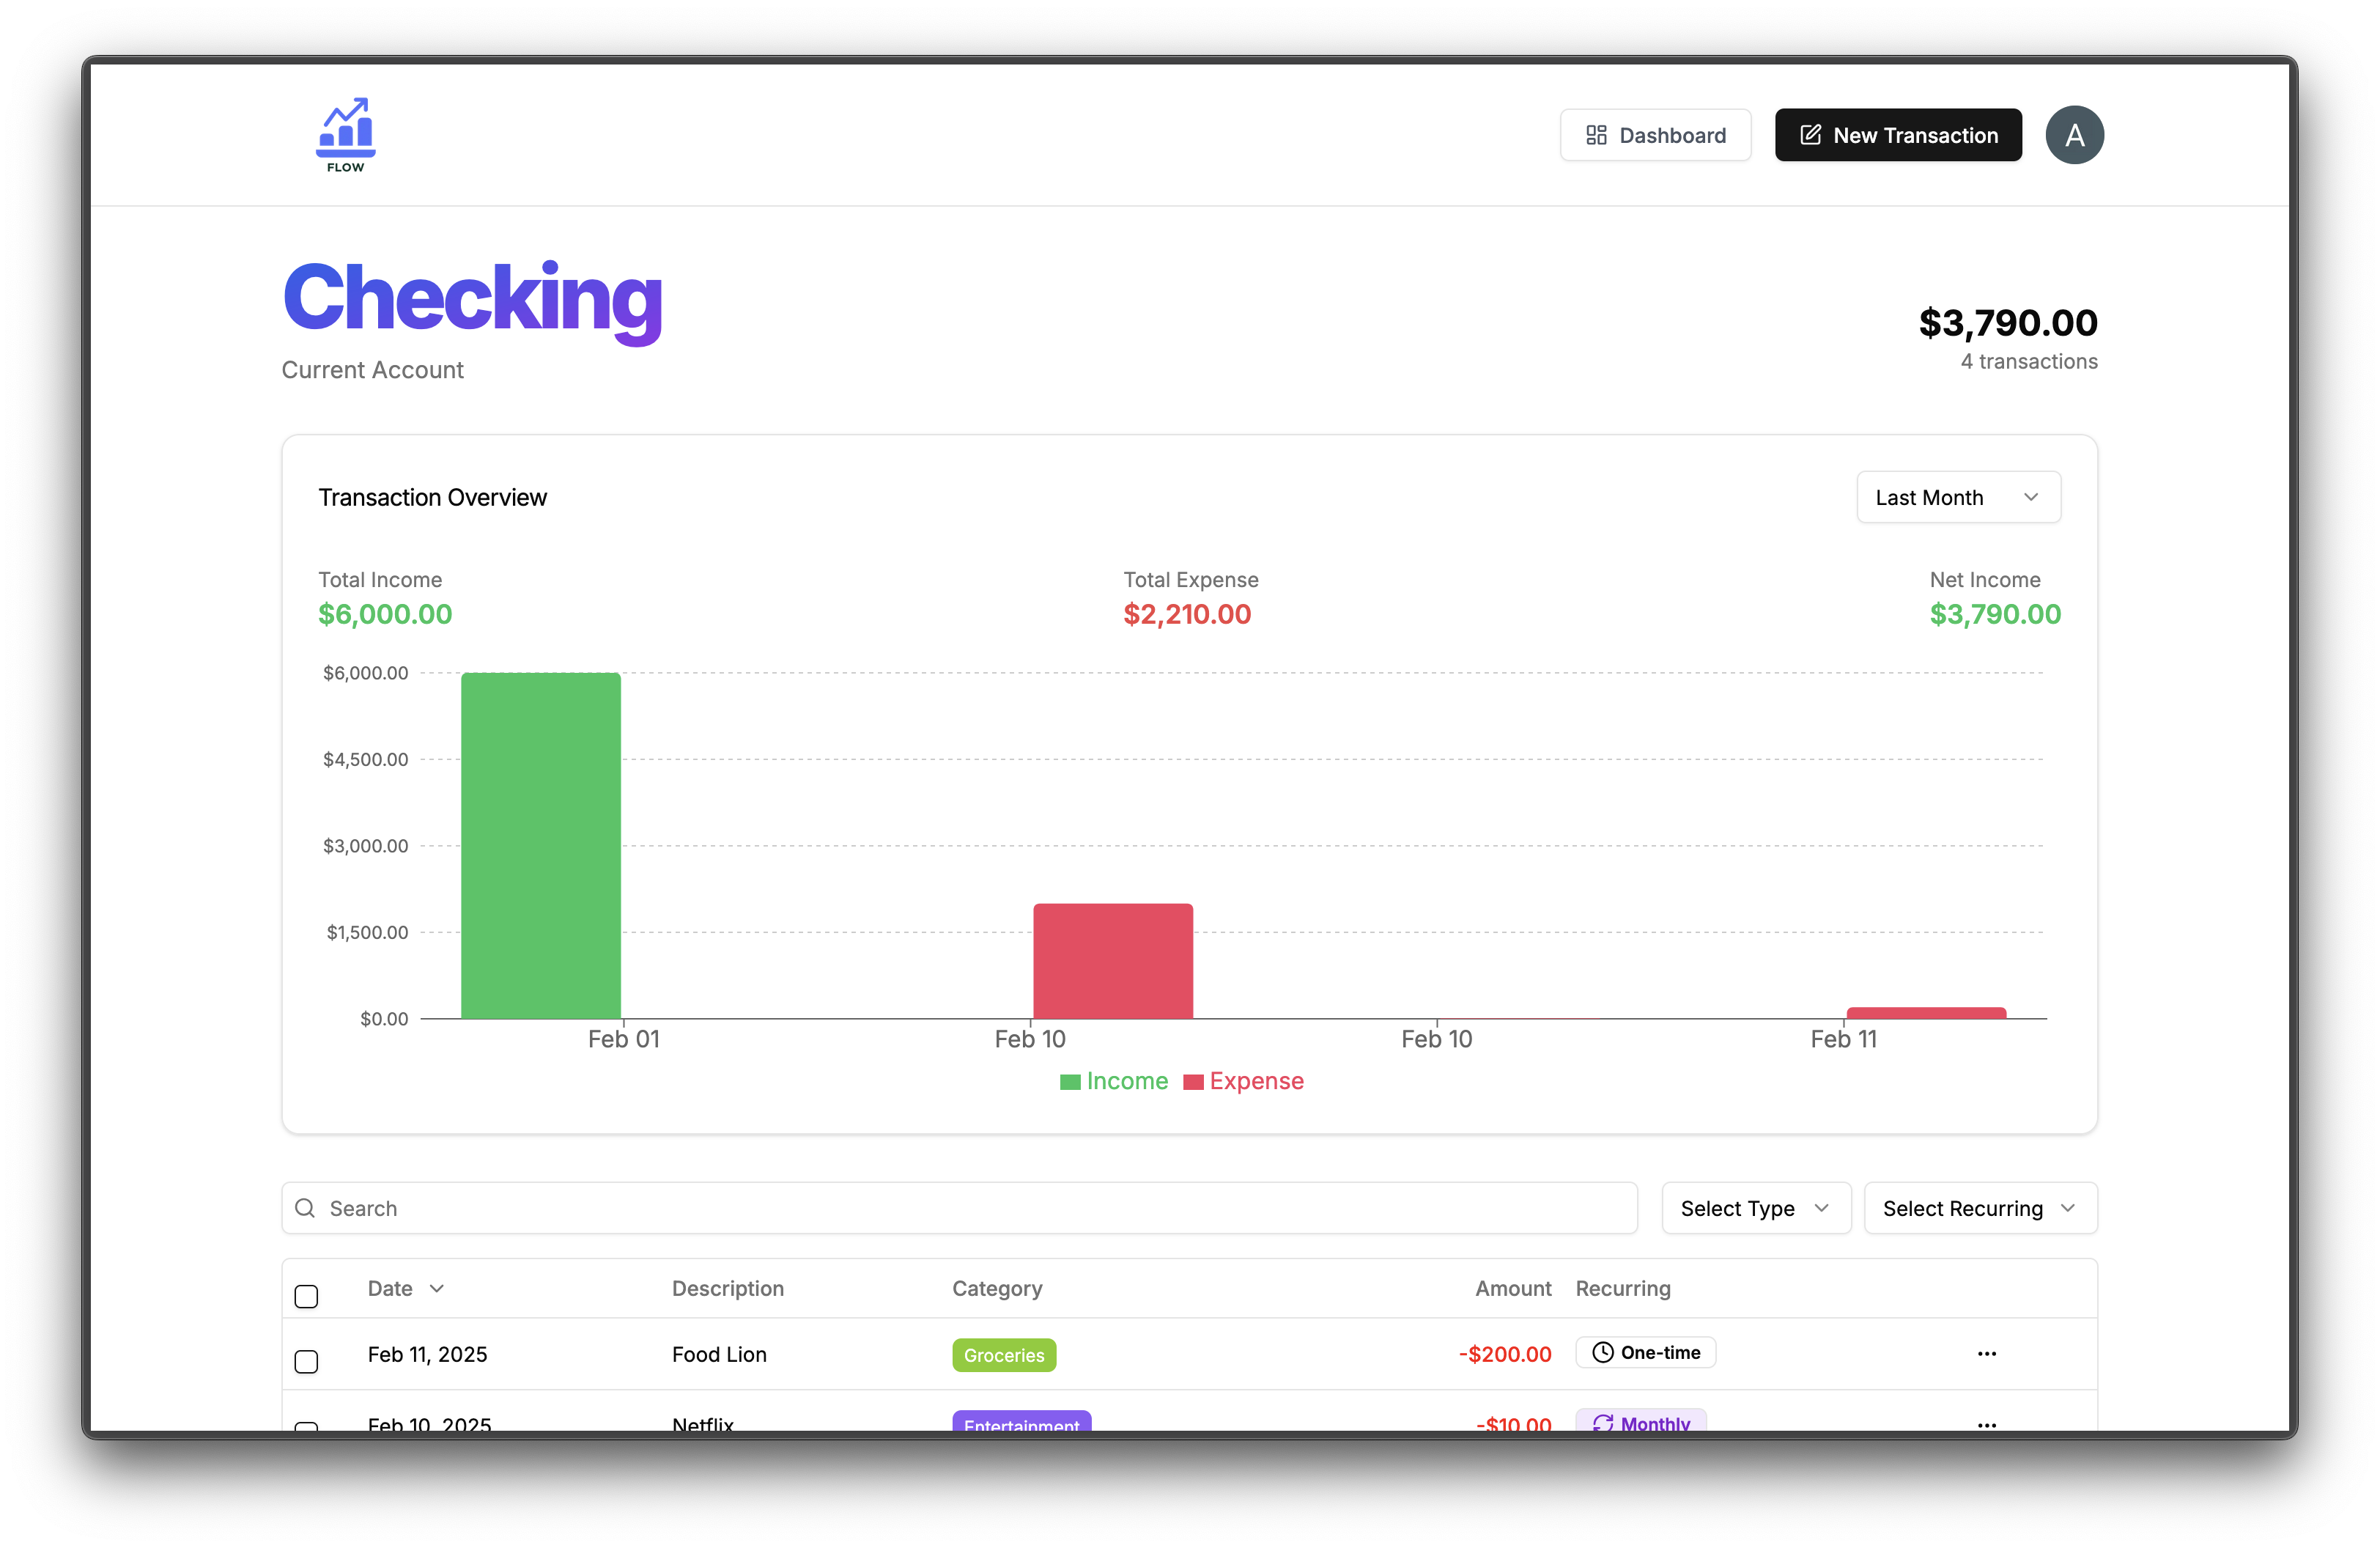 FLOW
Dashboard
New Transaction
A
Checking
Current Account
$3,790.00
4 transactions
Transaction Overview
Last Month
Total Income
$6,000.00
Total Expense
$2,210.00
Net Income
$3,790.00
$6,000.00
$4,500.00
$3,000.00
$1,500.00
$0.00
Feb 01 Feb 10 Feb 10 Feb 11
Income Expense
Search
Select Type
Select Recurring
Date Description Category Amount Recurring
Feb 11, 2025 Food Lion Groceries -$200.00 One-time
Feb 10, 2025 Netflix Entertainment -$10.00 Monthly